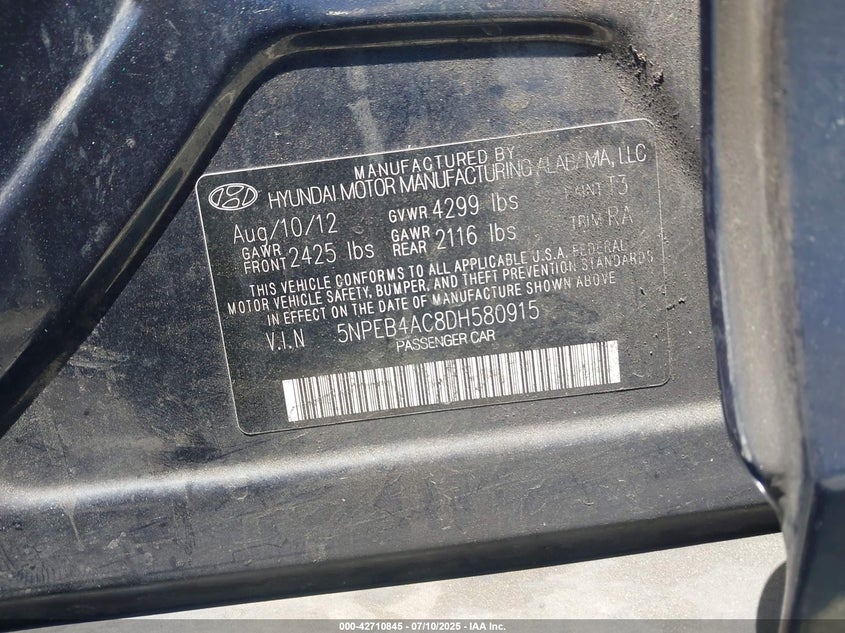 MANUFACTURED BY
HYUNDAI MOTOR MANUFACTURING ALABAMA, LLC
Aug/10/12 GVWR 4299 lbs PAINT T3
GAWR FRONT 2425 lbs GAWR REAR 2116 lbs TRIM RA
THIS VEHICLE CONFORMS TO ALL APPLICABLE U.S.A. FEDERAL
MOTOR VEHICLE SAFETY, BUMPER, AND THEFT PREVENTION STANDARDS
IN EFFECT ON THE DATE OF MANUFACTURE SHOWN ABOVE
V.I.N 5NPEB4AC8DH580915
PASSENGER CAR
000-42710845 - 07/10/2025 - IAA Inc.